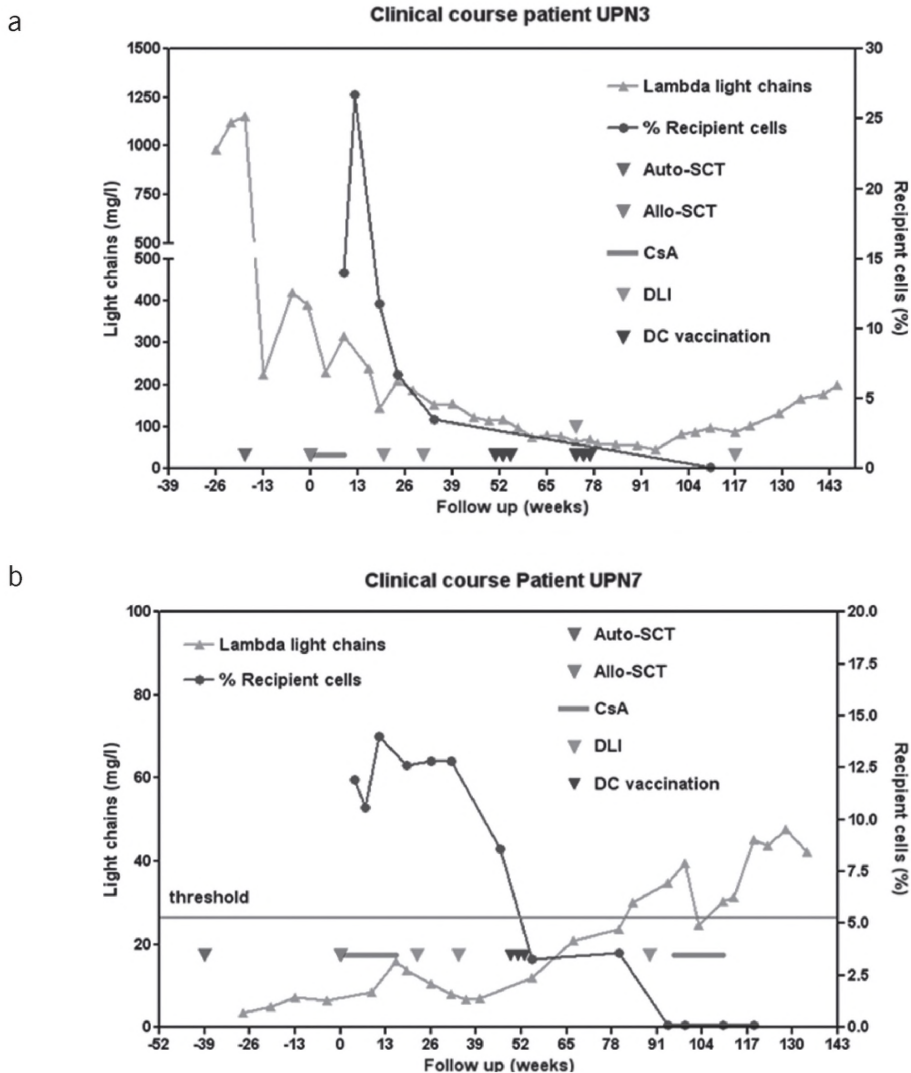 a
Clinical course patient UPN3
1500
1250
1000
750
500
500
400
300
200
100
0
Light chains (mg/l)
30
25
20
15
10
5
0
Recipient cells (%)
Lambda light chains
% Recipient cells
Auto-SCT
Allo-SCT
CsA
DLI
DC vaccination
-39 -26 -13 0 13 26 39 52 65 78 91 104 117 130 143
Follow up (weeks)
b
Clinical course Patient UPN7
100
80
60
40
20
0
Light chains (mg/l)
20.0
17.5
15.0
12.5
10.0
7.5
5.0
2.5
0.0
Recipient cells (%)
Lambda light chains
% Recipient cells
Auto-SCT
Allo-SCT
CsA
DLI
DC vaccination
threshold
-52 -39 -26 -13 0 13 26 39 52 65 78 91 104 117 130 143
Follow up (weeks)